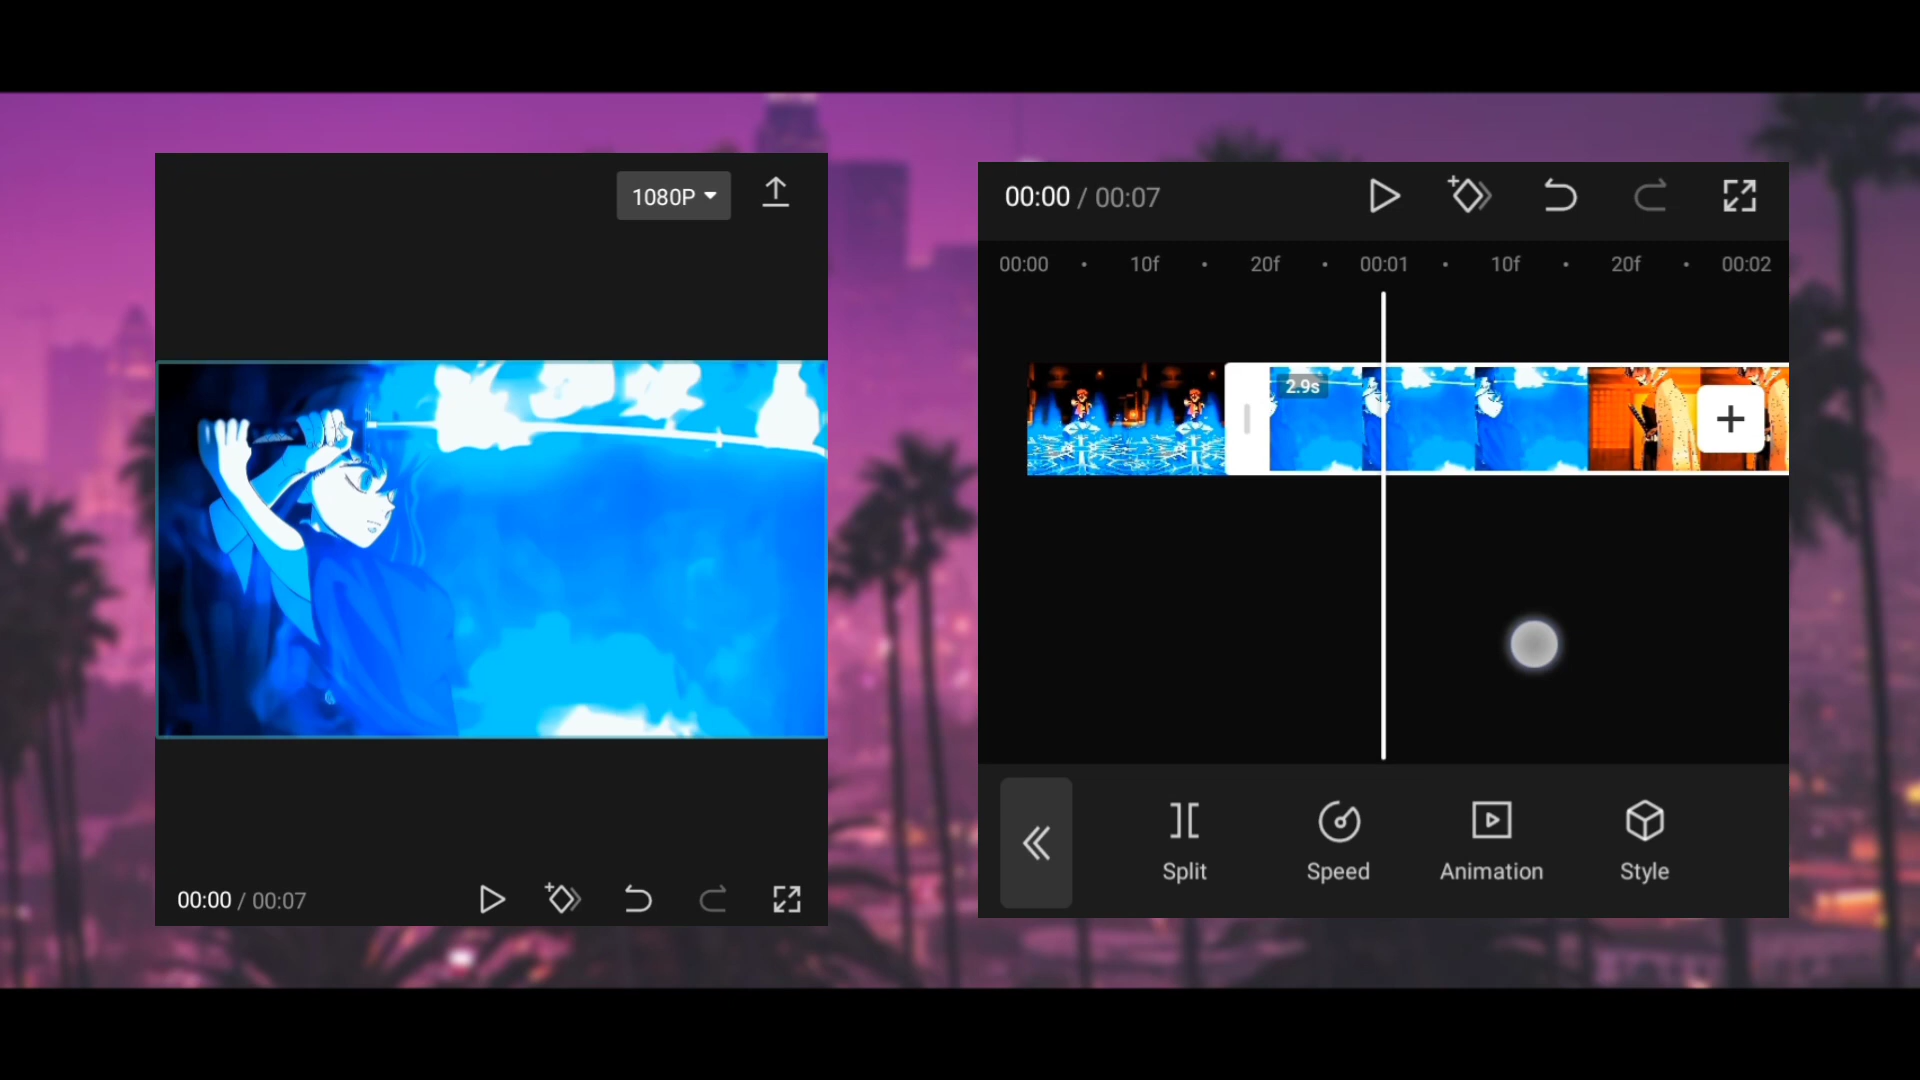 1080P
00:00 / 00:07
00:00 / 00:07
00:00 10f 20f 00:01 10f 20f 00:02
2.9s
Split Speed Animation Style